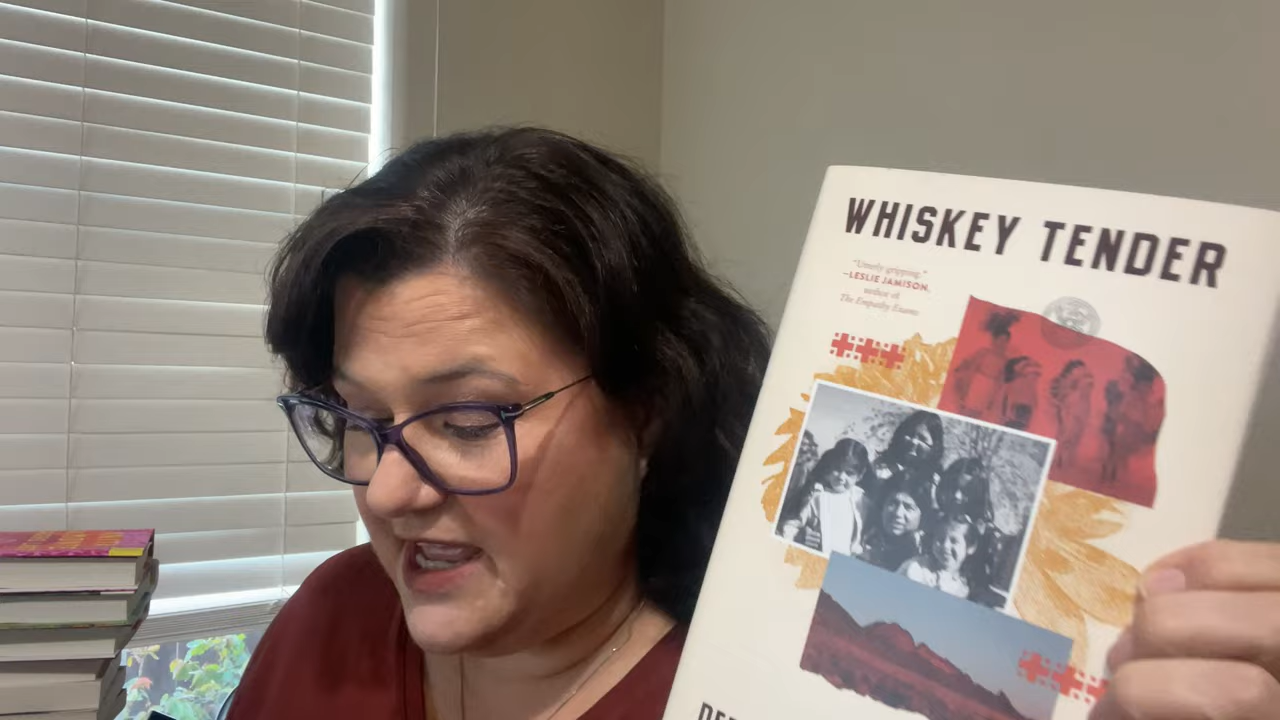 WHISKEY TENDER
"Utterly gripping."
—LESLIE JAMISON,
author of
The Empathy Exams